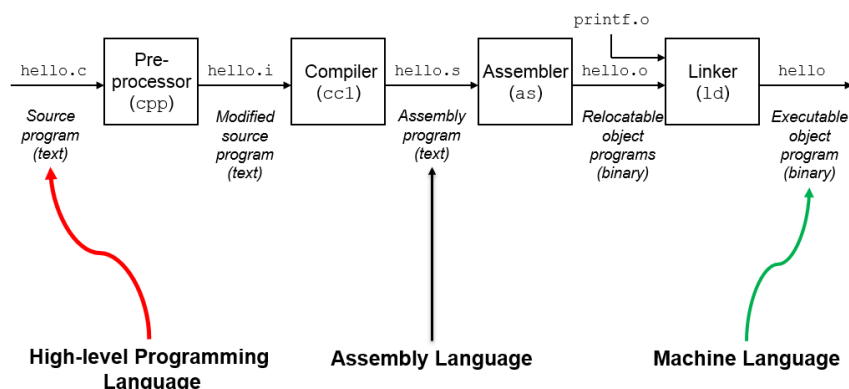 printf.o
hello.c
Pre-
processor
(cpp)
hello.i
Compiler
(cc1)
hello.s
Assembler
(as)
hello.o
Linker
(ld)
hello
Source
program
(text)
Modified
source
program
(text)
Assembly
program
(text)
Relocatable
object
programs
(binary)
Executable
object
program
(binary)
High-level Programming
Language
Assembly Language
Machine Language